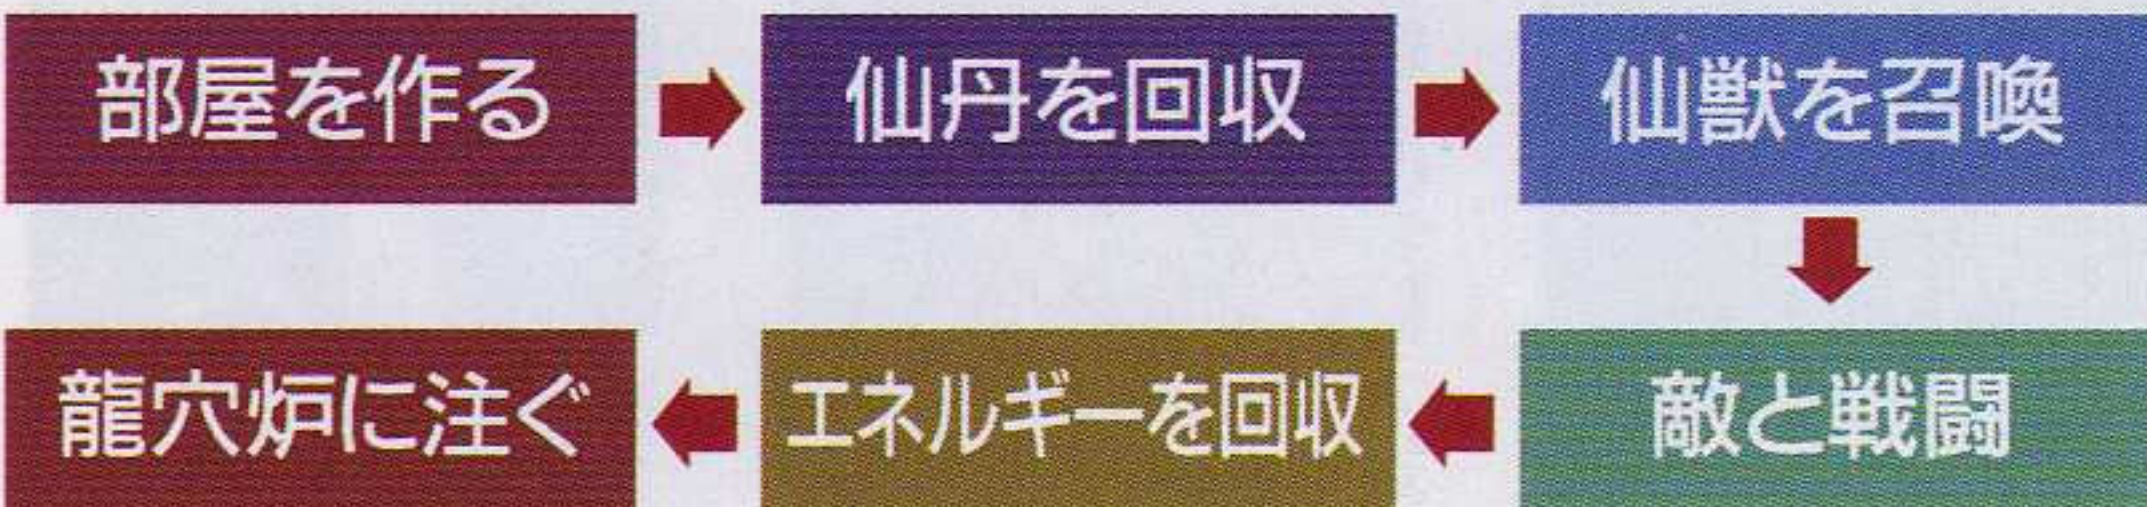 部屋を作る
仙丹を回収
仙獣を召喚
敵と戦闘
エネルギーを回収
龍穴炉に注ぐ